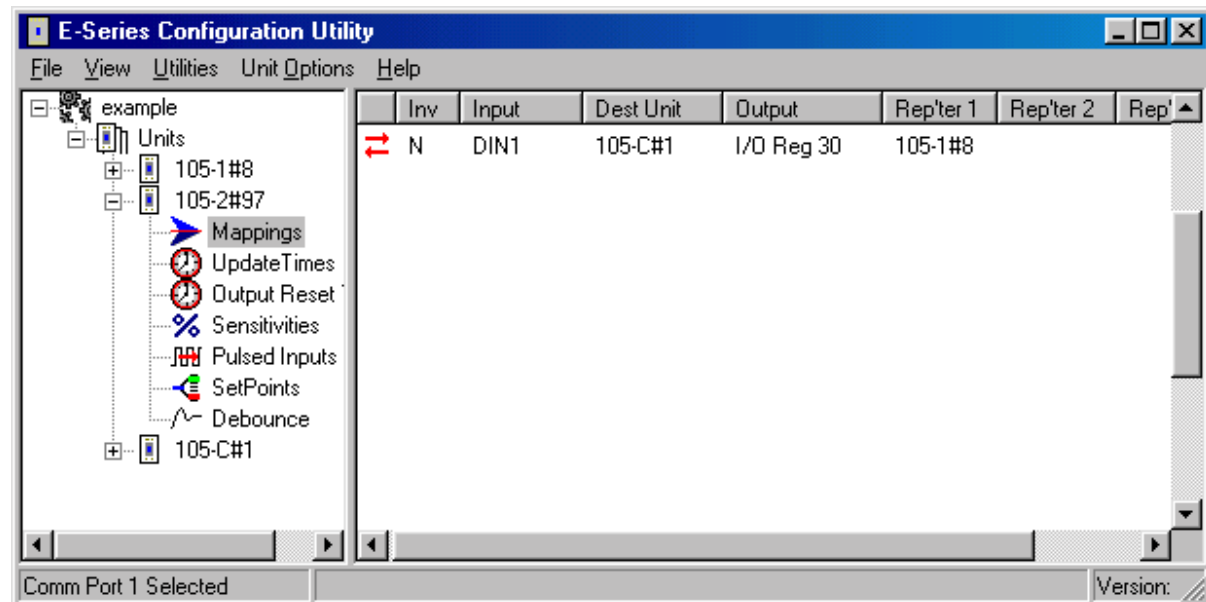 E-Series Configuration Utility
File View Utilities Unit Options Help
example
Units
105-1#8
105-2#97
Mappings
UpdateTimes
Output Reset
Sensitivities
Pulsed Inputs
SetPoints
Debounce
105-C#1
Inv Input Dest Unit Output Rep'ter 1 Rep'ter 2 Rep'
N DIN1 105-C#1 I/O Reg 30 105-1#8
Comm Port 1 Selected Version: